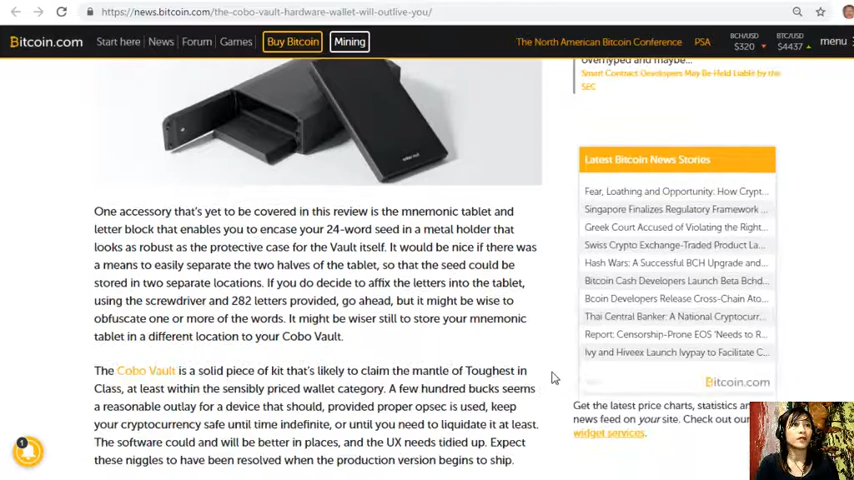 https://news.bitcoin.com/the-cobo-vault-hardware-wallet-will-outlive-you/
Bitcoin.com Start here News Forum Games Buy Bitcoin Mining The North American Bitcoin Conference PSA BCH/USD $320 BTC/USD $4437 menu
overhyped and maybe...
Smart Contract Developers May Be Held Liable by the
SEC
Latest Bitcoin News Stories
Fear, Loathing and Opportunity: How Crypt...
Singapore Finalizes Regulatory Framework ...
Greek Court Accused of Violating the Right...
Swiss Crypto Exchange-Traded Product La...
Hash Wars: A Successful BCH Upgrade and...
Bitcoin Cash Developers Launch Beta Bchd...
Bcoin Developers Release Cross-Chain Ato...
Thai Central Banker: A National Cryptocurr...
Report: Censorship-Prone EOS 'Needs to R...
Ivy and Hiveex Launch Ivypay to Facilitate C...
Bitcoin.com
Get the latest price charts, statistics an
news feed on your site. Check out our
widget services.
One accessory that's yet to be covered in this review is the mnemonic tablet and
letter block that enables you to encase your 24-word seed in a metal holder that
looks as robust as the protective case for the Vault itself. It would be nice if there was
a means to easily separate the two halves of the tablet, so that the seed could be
stored in two separate locations. If you do decide to affix the letters into the tablet,
using the screwdriver and 282 letters provided, go ahead, but it might be wise to
obfuscate one or more of the words. It might be wiser still to store your mnemonic
tablet in a different location to your Cobo Vault.
The Cobo Vault is a solid piece of kit that's likely to claim the mantle of Toughest in
Class, at least within the sensibly priced wallet category. A few hundred bucks seems
a reasonable outlay for a device that should, provided proper opsec is used, keep
your cryptocurrency safe until time indefinite, or until you need to liquidate it at least.
The software could and will be better in places, and the UX needs tidied up. Expect
these niggles to have been resolved when the production version begins to ship.
1